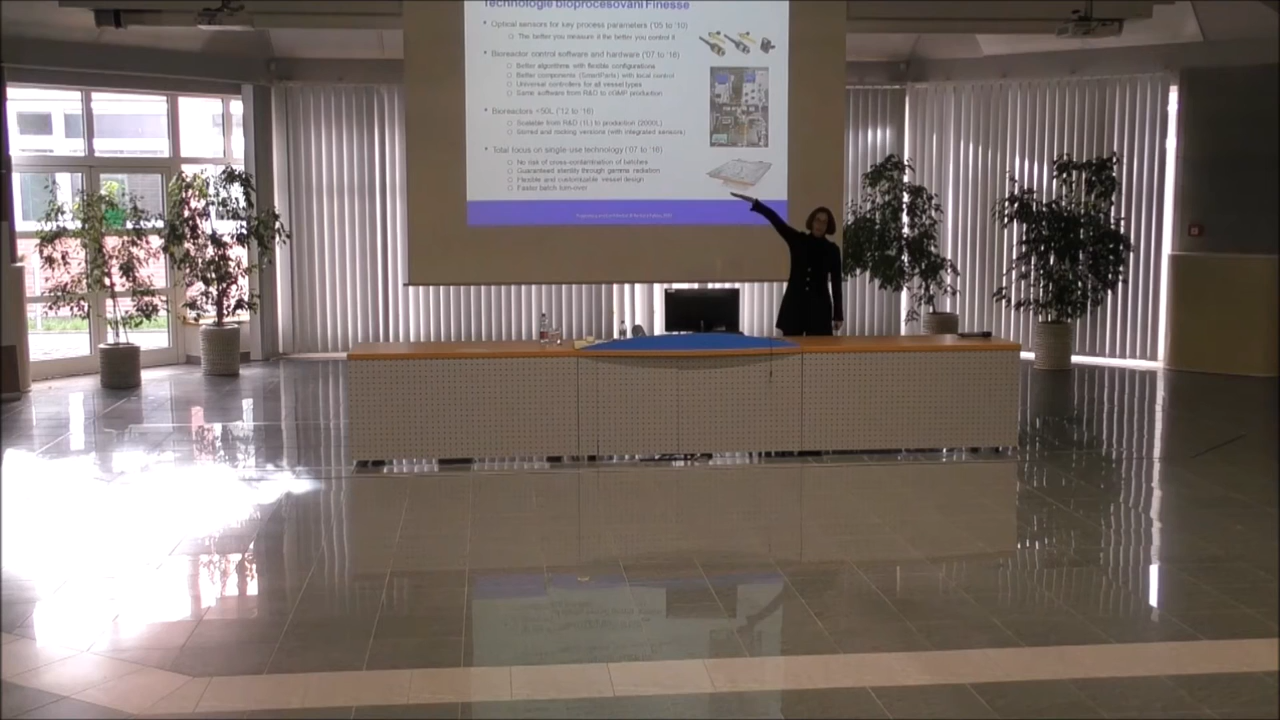 Technologie bioprocesování Finesse
• Optical sensors for key process parameters ('05 to '10)
○ The better you measure it the better you control it
• Bioreactor control software and hardware ('07 to '16)
○ Better algorithms with flexible configurations
○ Better components (SmartParts) with local control
○ Universal controllers for all vessel types
○ Same software from R&D to cGMP production
• Bioreactors <50L ('12 to '16)
○ Scalable from R&D (1L) to production (2000L)
○ Stirred and rocking versions (with integrated sensors)
• Total focus on single-use technology ('07 to '16)
○ No risk of cross-contamination of batches
○ Guaranteed sterility through gamma radiation
○ Flexible and customizable vessel design
○ Faster batch turn-over